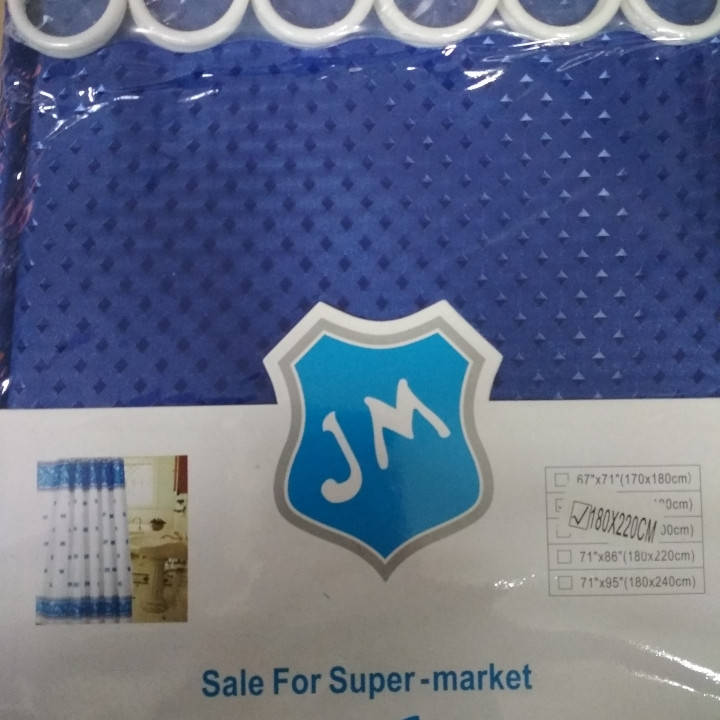 JM
67"x71"(170x180cm)
180X220CM
71"x86"(180x220cm)
71"x95"(180x240cm)
Sale For Super-market